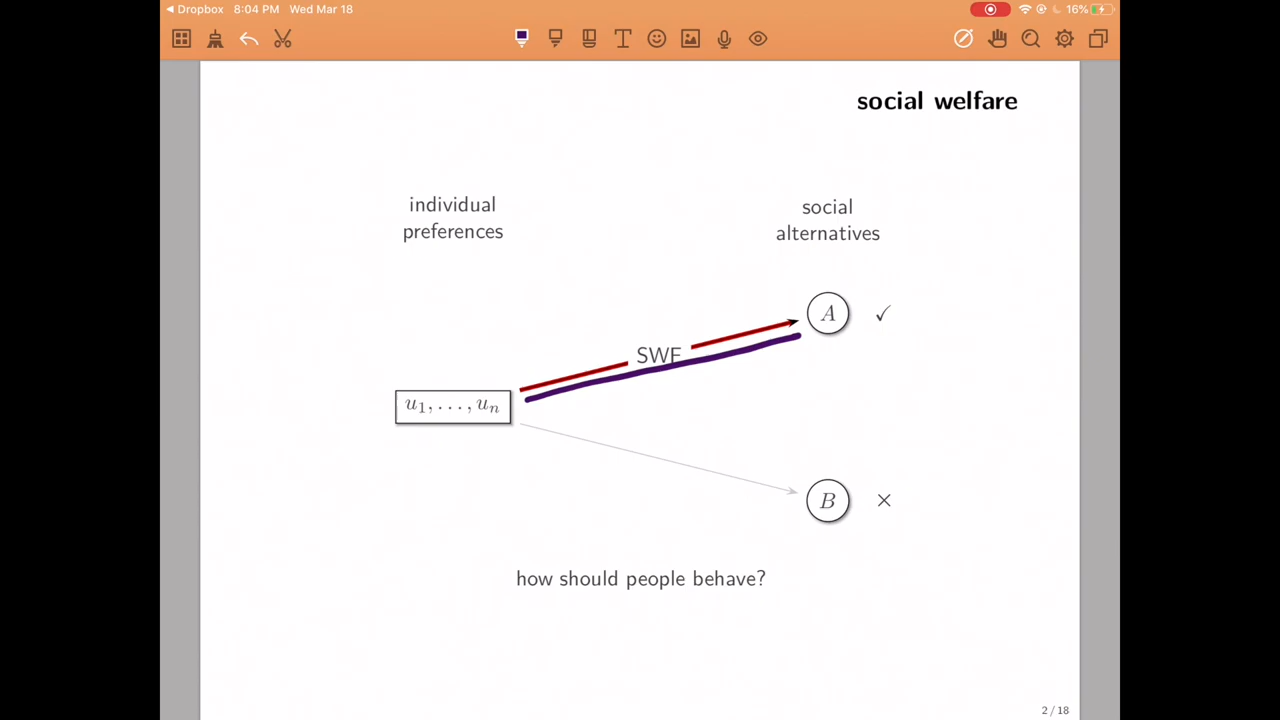 Dropbox 8:04 PM Wed Mar 18 16%
social welfare
individual
preferences
social
alternatives
A ✓
SWF
u₁, . . . , uₙ
B ×
how should people behave?
2 / 18